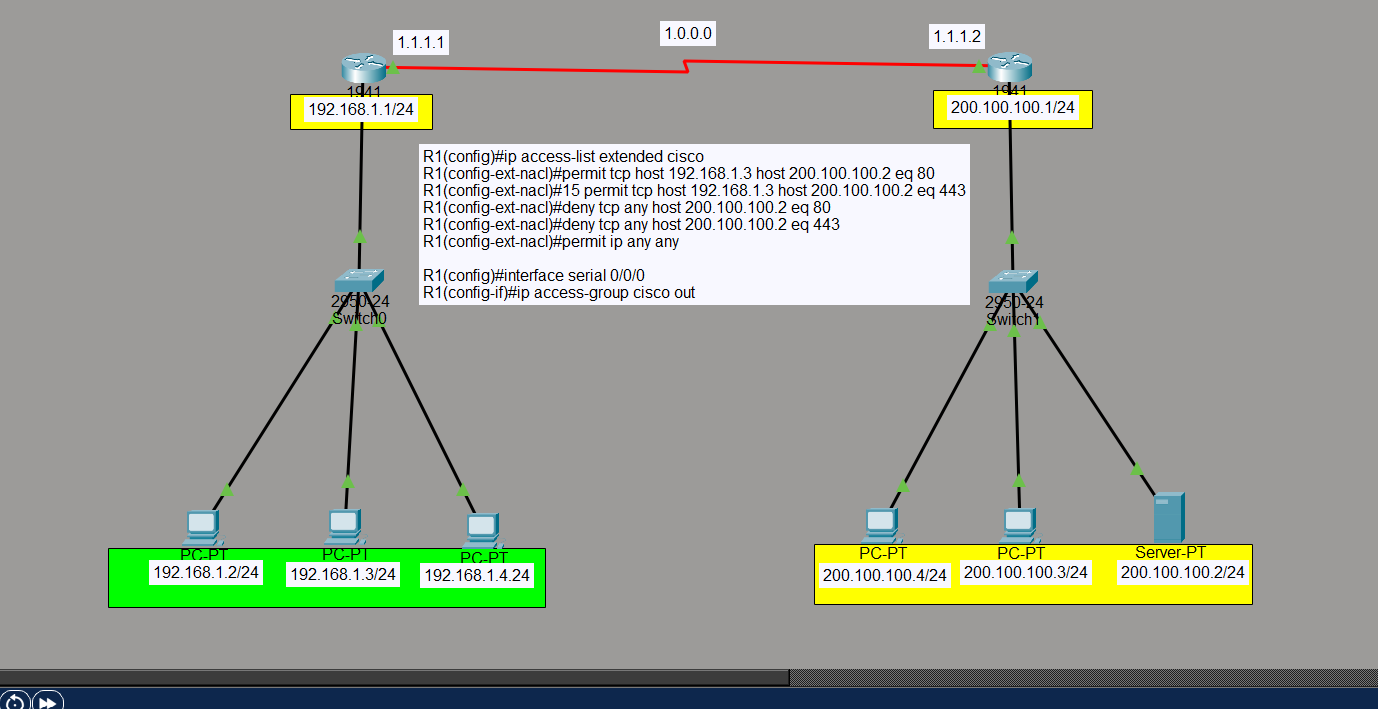 1.1.1.1
1.0.0.0
1.1.1.2
1941
192.168.1.1/24
1941
200.100.100.1/24
R1(config)#ip access-list extended cisco
R1(config-ext-nacl)#permit tcp host 192.168.1.3 host 200.100.100.2 eq 80
R1(config-ext-nacl)#15 permit tcp host 192.168.1.3 host 200.100.100.2 eq 443
R1(config-ext-nacl)#deny tcp any host 200.100.100.2 eq 80
R1(config-ext-nacl)#deny tcp any host 200.100.100.2 eq 443
R1(config-ext-nacl)#permit ip any any
R1(config)#interface serial 0/0/0
R1(config-if)#ip access-group cisco out
2950-24
Switch0
2950-24
Switch1
PC-PT
192.168.1.2/24
PC-PT
192.168.1.3/24
PC-PT
192.168.1.4.24
PC-PT
200.100.100.4/24
PC-PT
200.100.100.3/24
Server-PT
200.100.100.2/24